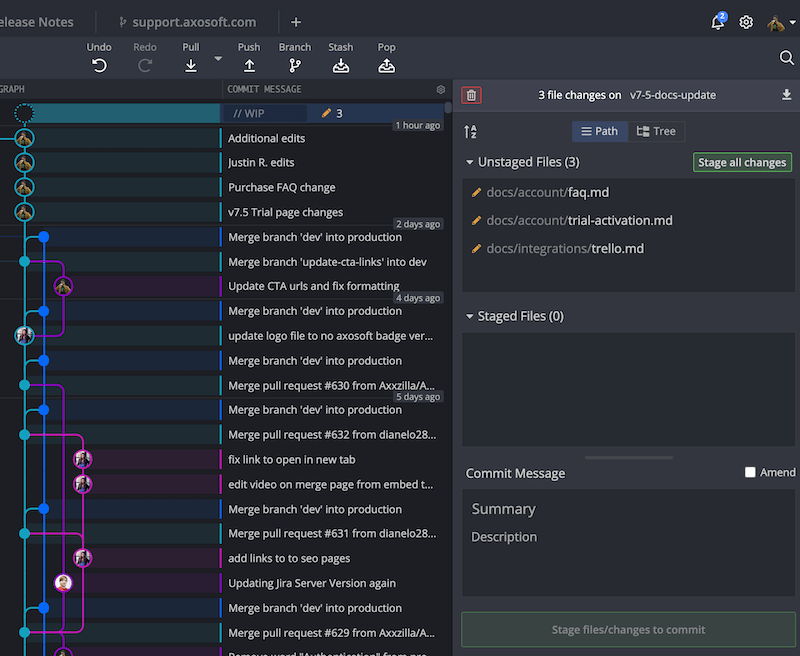 elease Notes
support.axosoft.com
+
2
Undo
Redo
Pull
Push
Branch
Stash
Pop
GRAPH
COMMIT MESSAGE
// WIP
3
1 hour ago
Additional edits
Justin R. edits
Purchase FAQ change
v7.5 Trial page changes
2 days ago
Merge branch 'dev' into production
Merge branch 'update-cta-links' into dev
Update CTA urls and fix formatting
4 days ago
Merge branch 'dev' into production
update logo file to no axosoft badge ver...
Merge branch 'dev' into production
Merge pull request #630 from Axxzilla/A...
5 days ago
Merge branch 'dev' into production
Merge pull request #632 from dianelo28...
fix link to open in new tab
edit video on merge page from embed t...
Merge branch 'dev' into production
Merge pull request #631 from dianelo28...
add links to to seo pages
Updating Jira Server Version again
Merge branch 'dev' into production
Merge pull request #629 from Axxzilla/A...
Remove word "Authentication" from pre...
3 file changes on v7-5-docs-update
Path
Tree
Unstaged Files (3)
Stage all changes
docs/account/faq.md
docs/account/trial-activation.md
docs/integrations/trello.md
Staged Files (0)
Commit Message
Amend
Summary
Description
Stage files/changes to commit